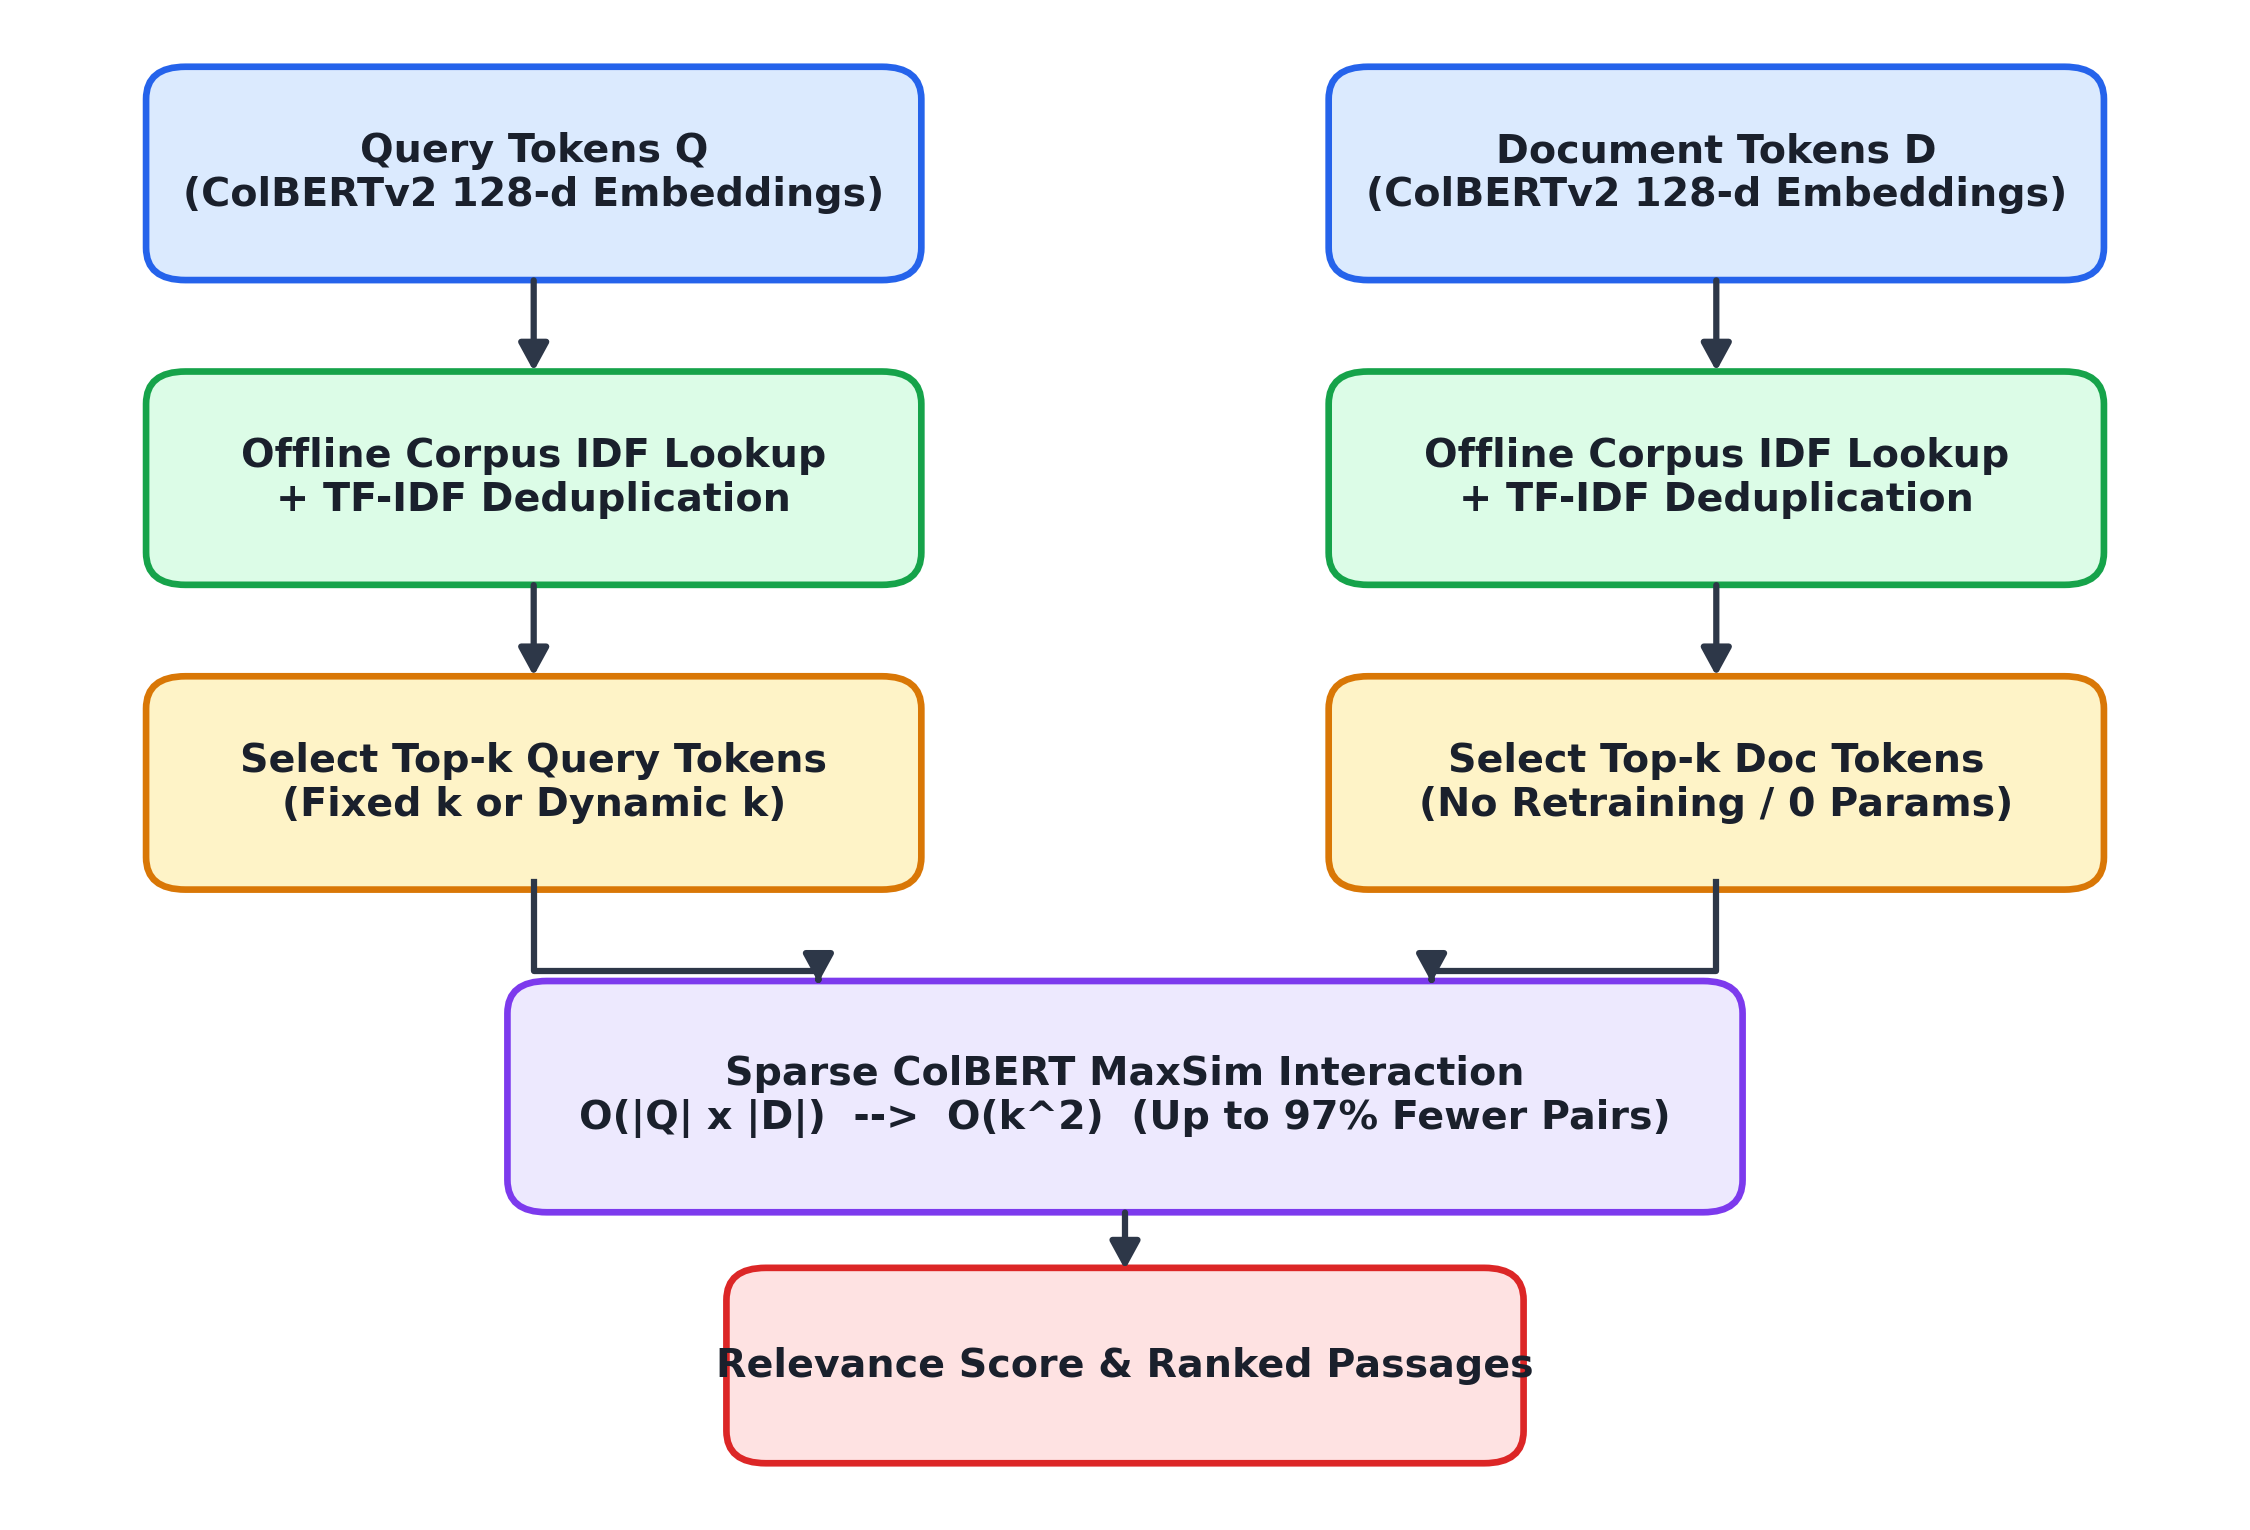 Query Tokens Q
(ColBERTv2 128-d Embeddings)
Document Tokens D
(ColBERTv2 128-d Embeddings)
Offline Corpus IDF Lookup
+ TF-IDF Deduplication
Offline Corpus IDF Lookup
+ TF-IDF Deduplication
Select Top-k Query Tokens
(Fixed k or Dynamic k)
Select Top-k Doc Tokens
(No Retraining / 0 Params)
Sparse ColBERT MaxSim Interaction
O(|Q| x |D|)  -->  O(k^2)  (Up to 97% Fewer Pairs)
Relevance Score & Ranked Passages